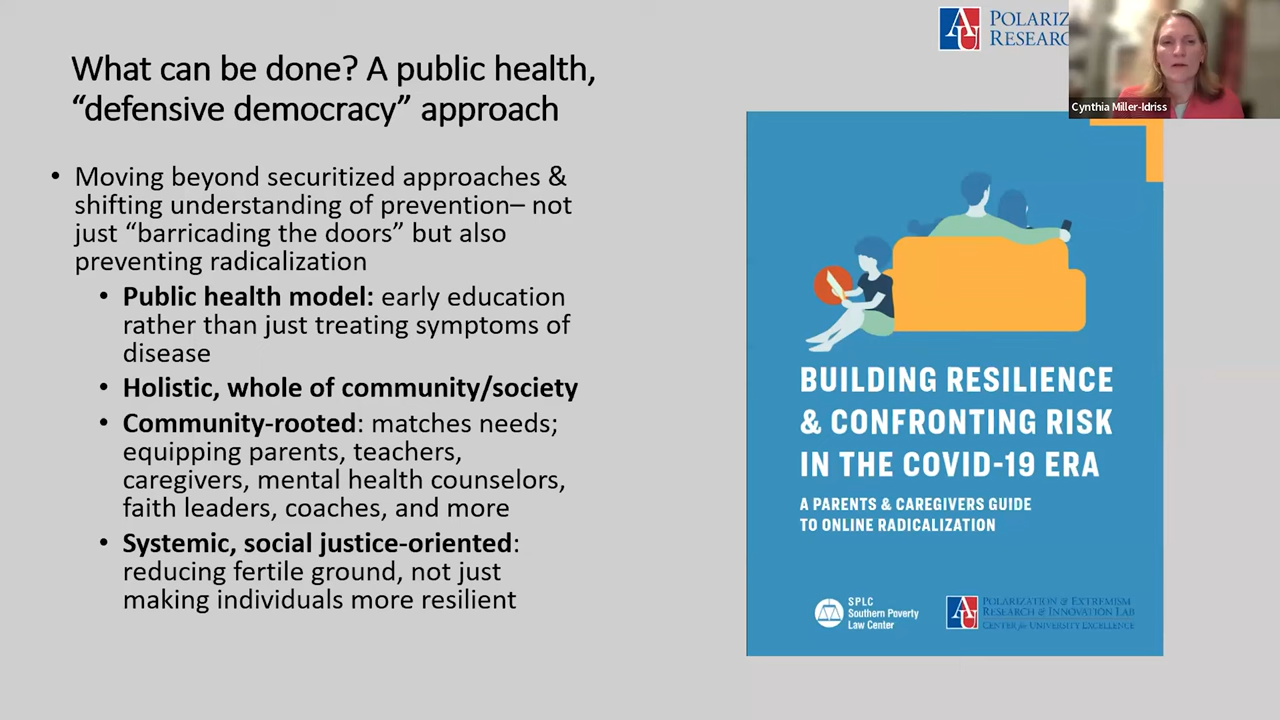 POLARIZ
RESEARC
Cynthia Miller-Idriss
What can be done? A public health,
“defensive democracy” approach
• Moving beyond securitized approaches &
shifting understanding of prevention– not
just “barricading the doors” but also
preventing radicalization
• Public health model: early education
rather than just treating symptoms of
disease
• Holistic, whole of community/society
• Community-rooted: matches needs;
equipping parents, teachers,
caregivers, mental health counselors,
faith leaders, coaches, and more
• Systemic, social justice-oriented:
reducing fertile ground, not just
making individuals more resilient
BUILDING RESILIENCE
& CONFRONTING RISK
IN THE COVID-19 ERA
A PARENTS & CAREGIVERS GUIDE
TO ONLINE RADICALIZATION
SPLC
Southern Poverty
Law Center
AU
POLARIZATION & EXTREMISM
RESEARCH & INNOVATION LAB
CENTER for UNIVERSITY EXCELLENCE